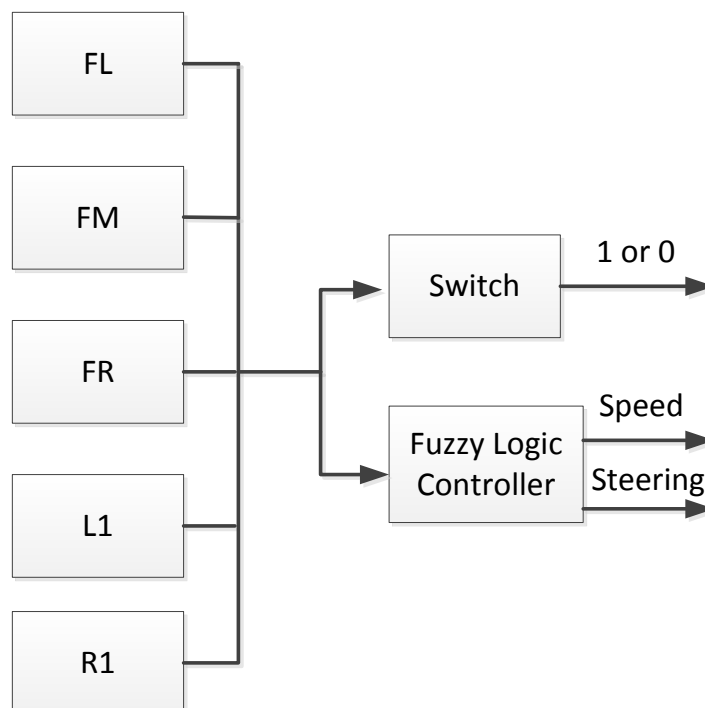 FL
FM
FR
L1
R1
Switch
1 or 0
Fuzzy Logic
Controller
Speed
Steering